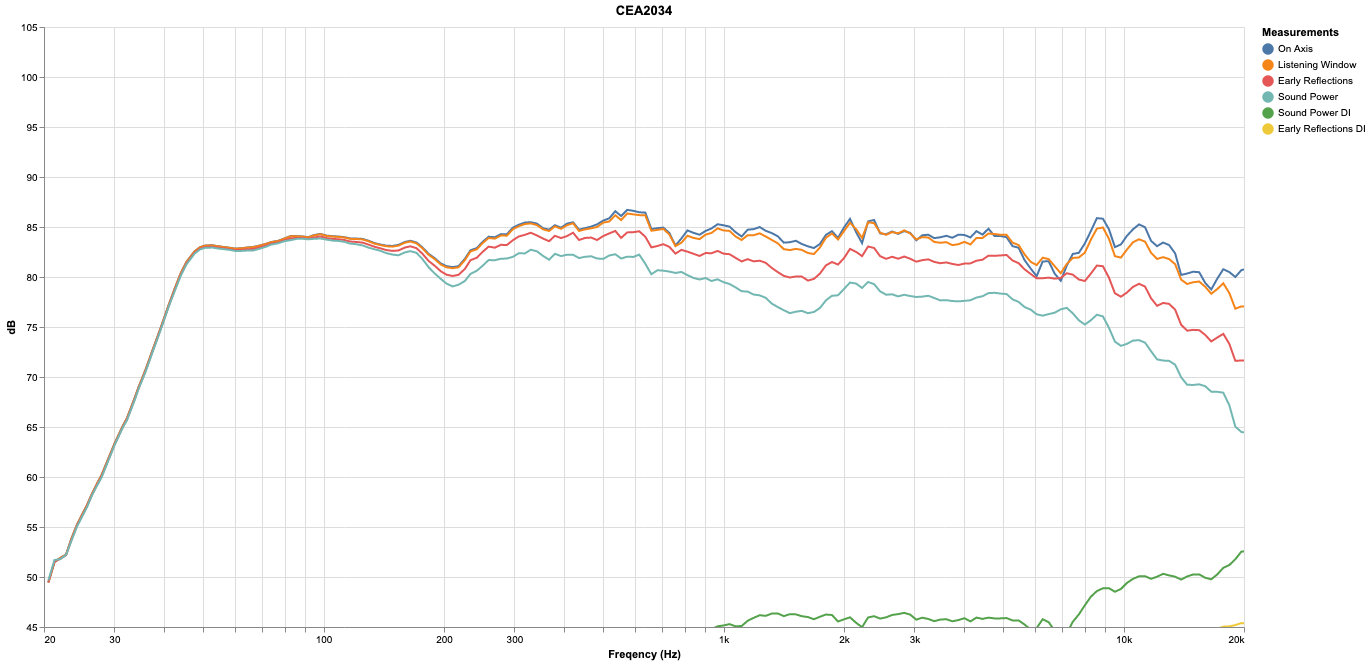 CEA2034
105
100
95
90
85
80
75
70
65
60
55
50
45
dB
20
30
100
200
300
1k
2k
3k
10k
20k
Freqency (Hz)
Measurements
On Axis
Listening Window
Early Reflections
Sound Power
Sound Power DI
Early Reflections DI